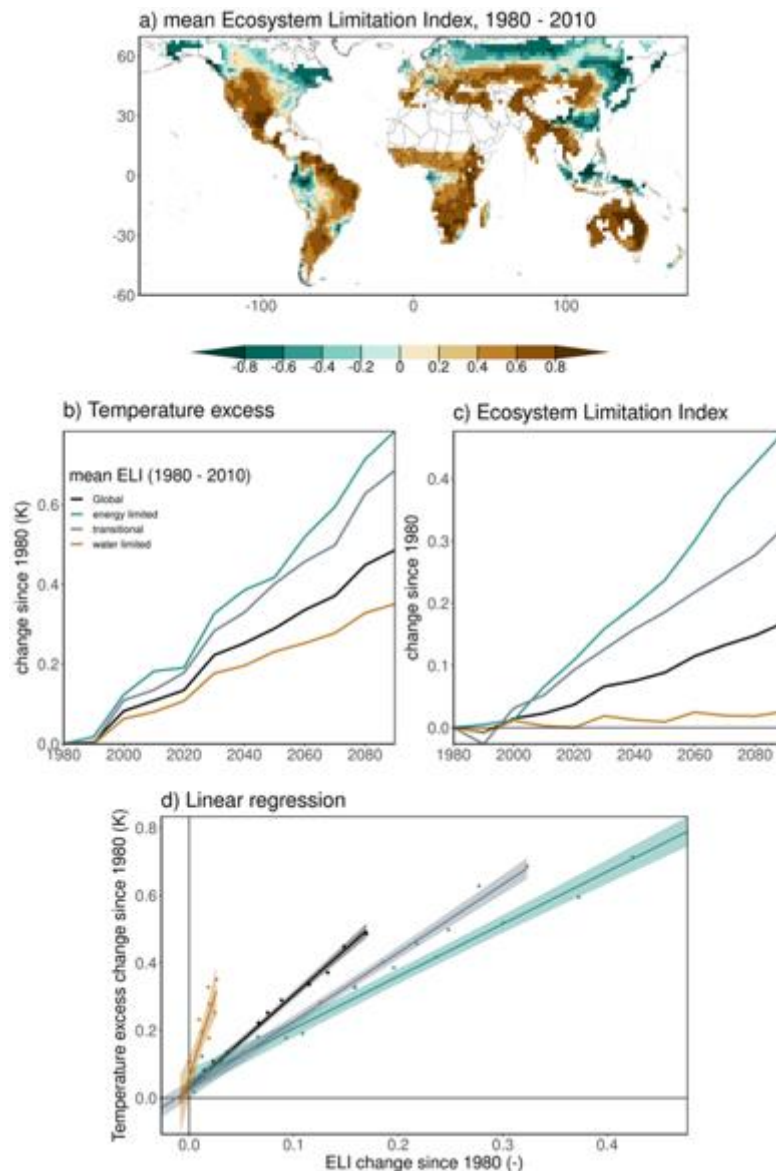 a) mean Ecosystem Limitation Index, 1980 - 2010
60
30
0
-30
-60
-100 0 100
-0.8 -0.6 -0.4 -0.2 0 0.2 0.4 0.6 0.8
b) Temperature excess
change since 1980 (K)
0.6
0.4
0.2
0.0
mean ELI (1980 - 2010)
Global
energy limited
transitional
water limited
1980 2000 2020 2040 2060 2080
c) Ecosystem Limitation Index
change since 1980
0.4
0.3
0.2
0.1
0.0
1980 2000 2020 2040 2060 2080
d) Linear regression
Temperature excess change since 1980 (K)
0.8
0.6
0.4
0.2
0.0
0.0 0.1 0.2 0.3 0.4
ELI change since 1980 (-)